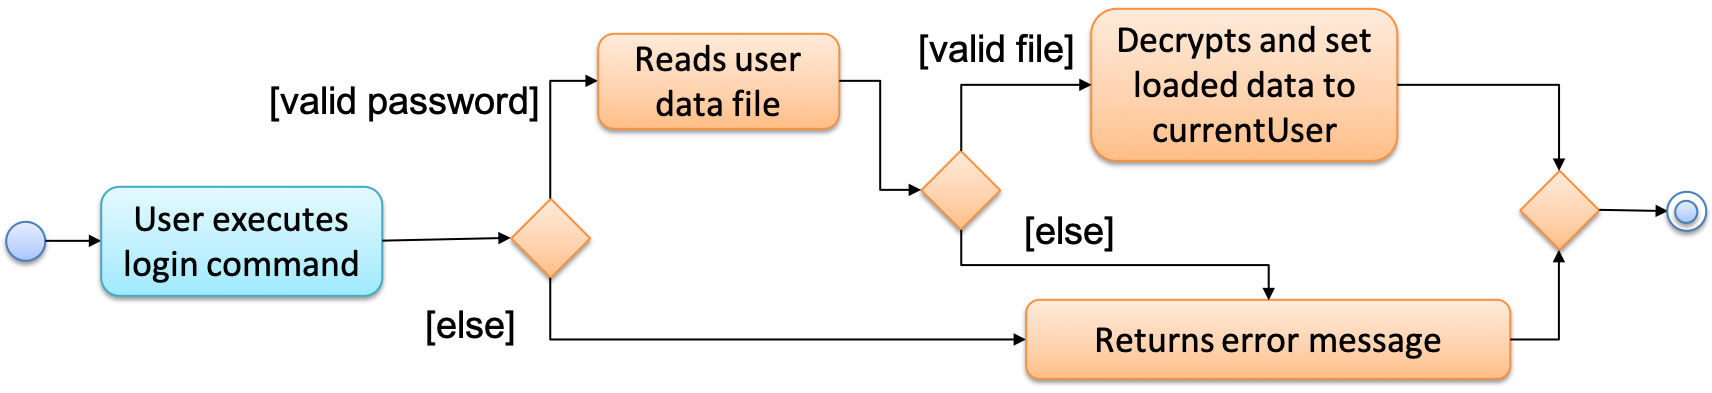 User executes
login command
[valid password]
[else]
Reads user
data file
[valid file]
[else]
Decrypts and set
loaded data to
currentUser
Returns error message